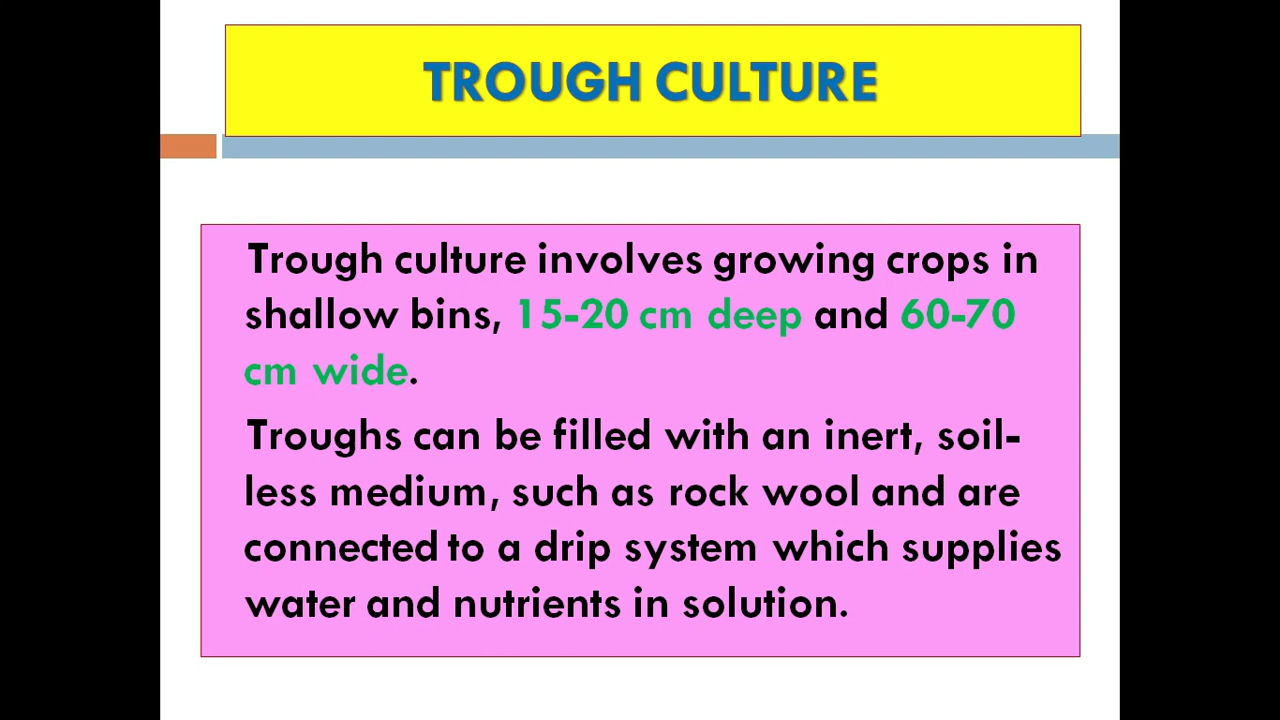 TROUGH CULTURE
Trough culture involves growing crops in
shallow bins, 15-20 cm deep and 60-70
cm wide.
Troughs can be filled with an inert, soil-
less medium, such as rock wool and are
connected to a drip system which supplies
water and nutrients in solution.